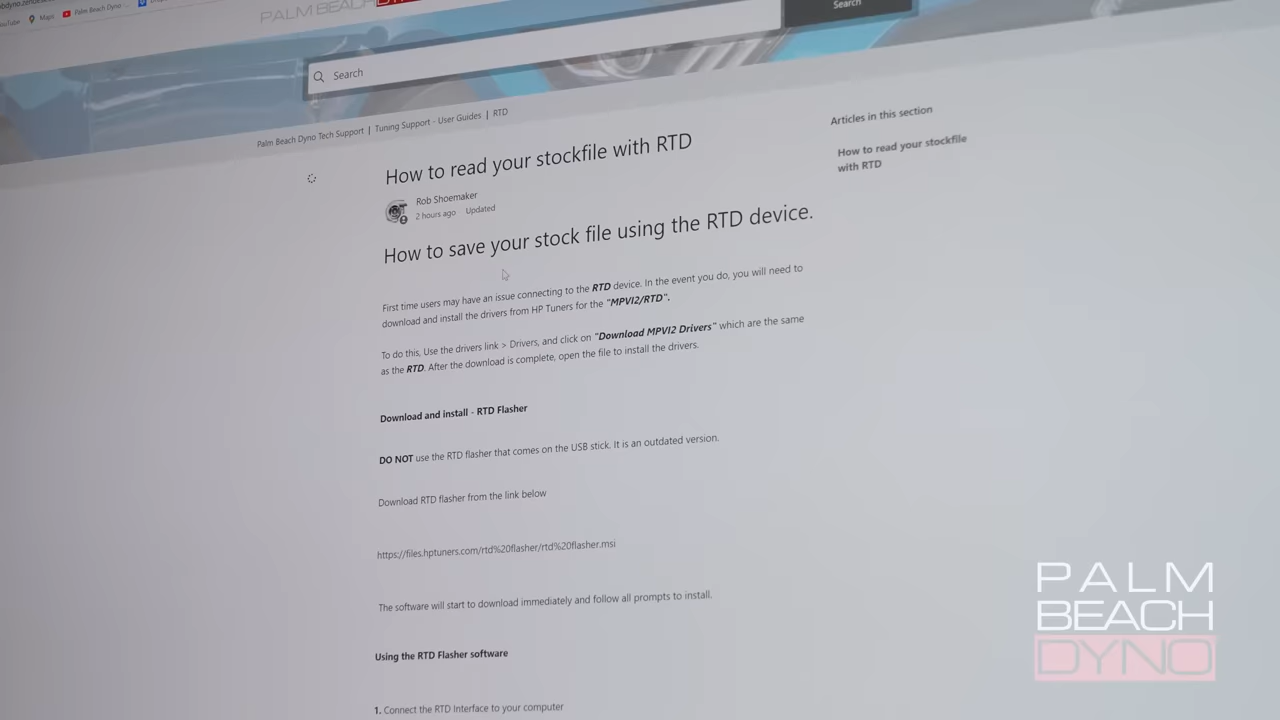 YouTube Maps Palm Beach Dyno
PALM BEACH
Search
Search
Palm Beach Dyno Tech Support | Tuning Support - User Guides | RTD
Articles in this section
How to read your stockfile
with RTD
How to read your stockfile with RTD
Rob Shoemaker
2 hours ago Updated
How to save your stock file using the RTD device.
First time users may have an issue connecting to the RTD device. In the event you do, you will need to
download and install the drivers from HP Tuners for the "MPVI2/RTD".
To do this, Use the drivers link > Drivers, and click on "Download MPVI2 Drivers" which are the same
as the RTD. After the download is complete, open the file to install the drivers.
Download and install - RTD Flasher
DO NOT use the RTD flasher that comes on the USB stick. It is an outdated version.
Download RTD flasher from the link below
https://files.hptuners.com/rtd%20flasher/rtd%20flasher.msi
The software will start to download immediately and follow all prompts to install.
Using the RTD Flasher software
1. Connect the RTD Interface to your computer
PALM
BEACH
DYNO